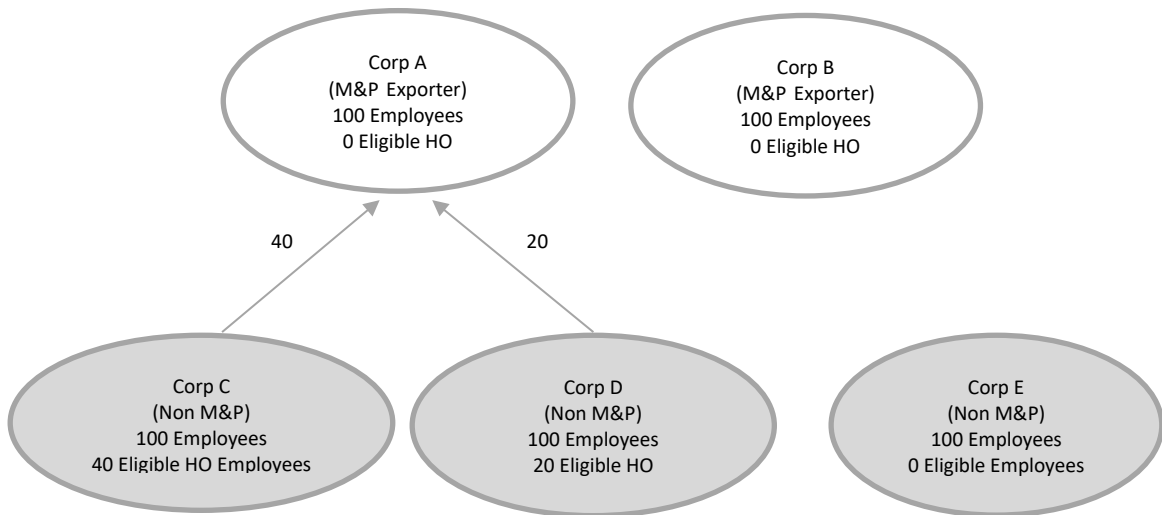 Corp A
(M&P Exporter)
100 Employees
0 Eligible HO
Corp B
(M&P Exporter)
100 Employees
0 Eligible HO
40
20
Corp C
(Non M&P)
100 Employees
40 Eligible HO Employees
Corp D
(Non M&P)
100 Employees
20 Eligible HO
Corp E
(Non M&P)
100 Employees
0 Eligible Employees